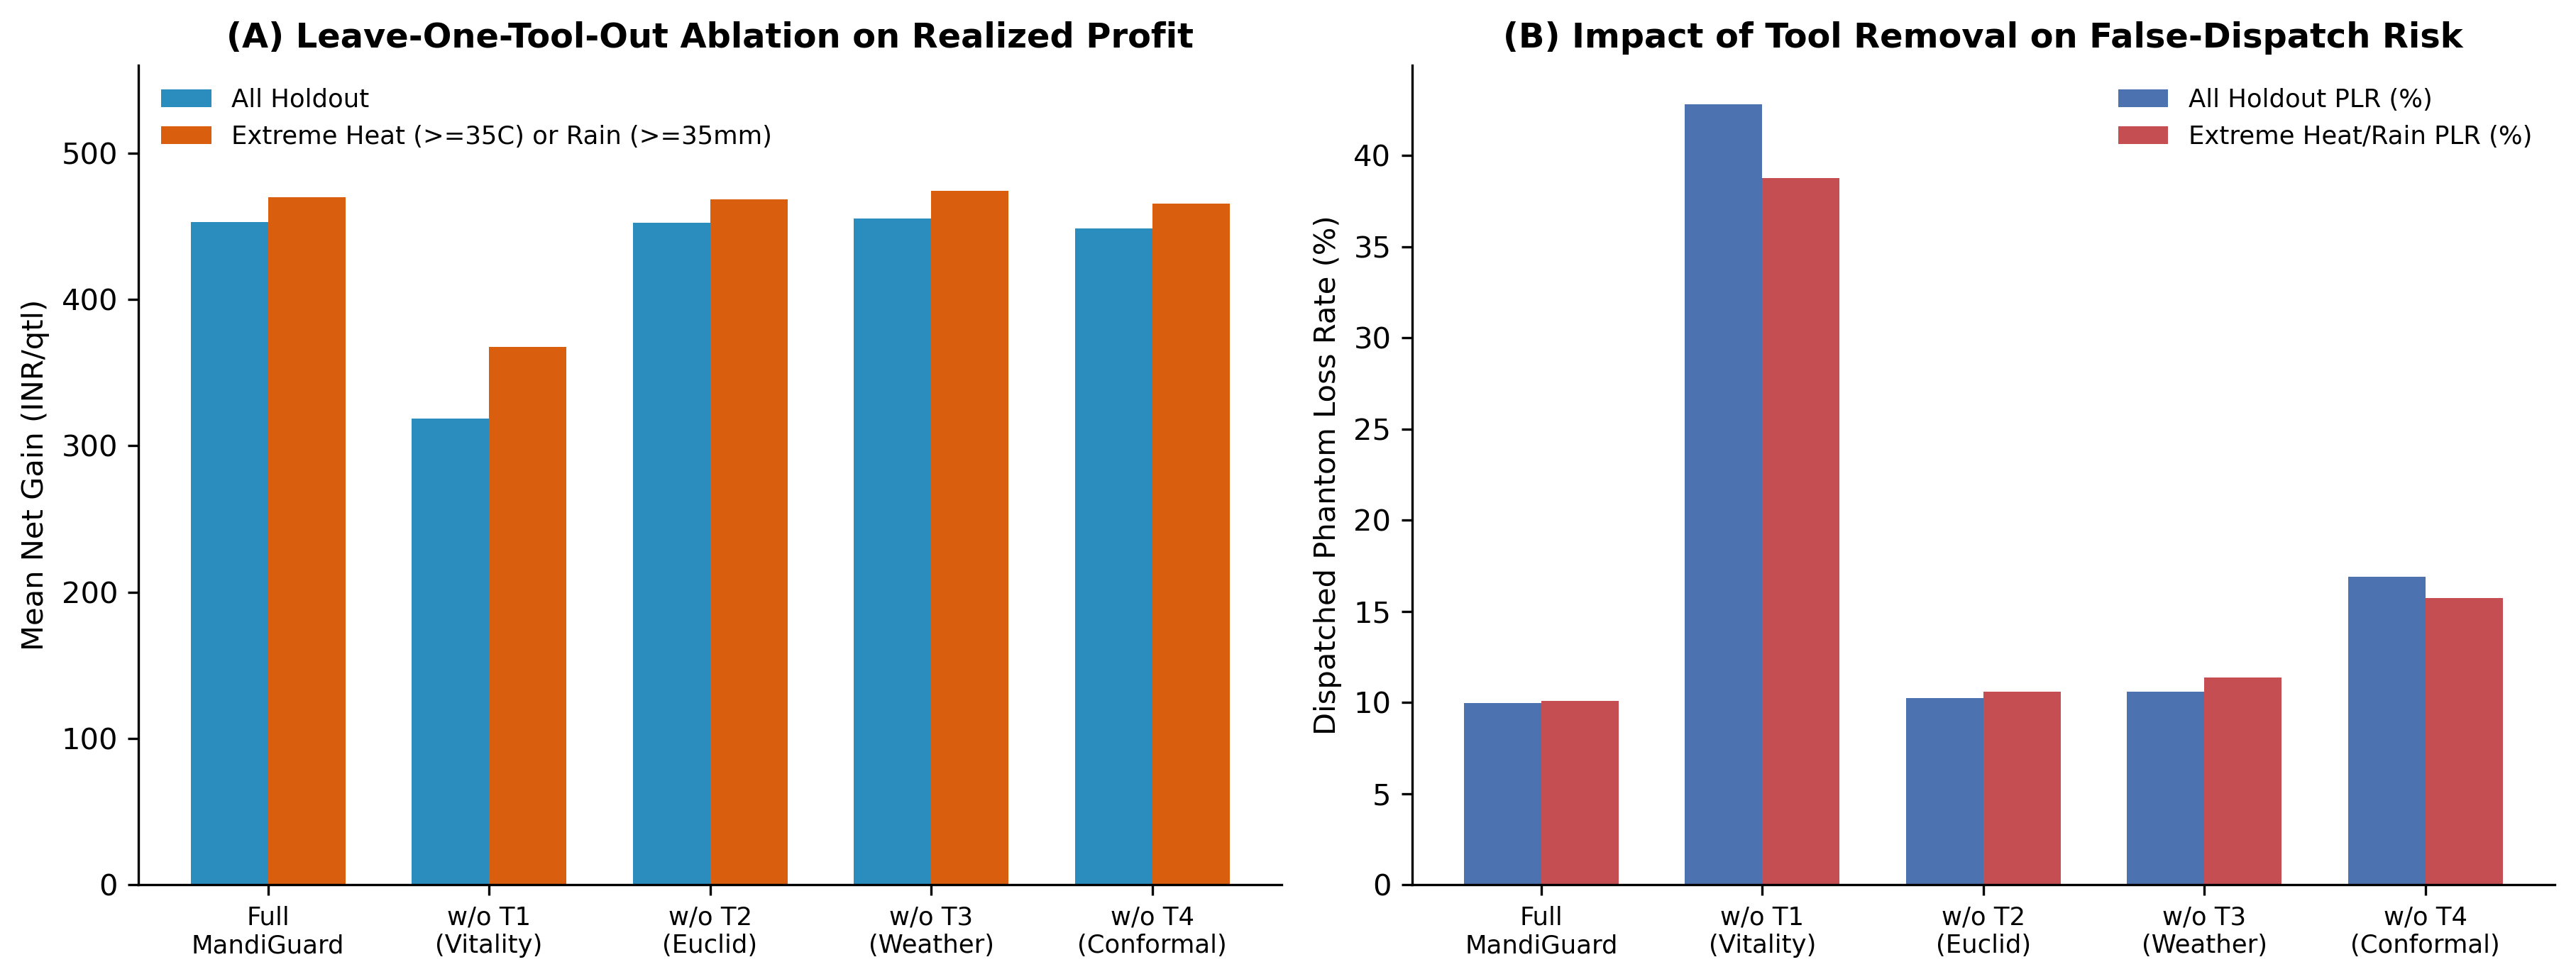 (A) Leave-One-Tool-Out Ablation on Realized Profit
All Holdout
Extreme Heat (>=35C) or Rain (>=35mm)
Mean Net Gain (INR/qtl)
500
400
300
200
100
0
Full
MandiGuard
w/o T1
(Vitality)
w/o T2
(Euclid)
w/o T3
(Weather)
w/o T4
(Conformal)
(B) Impact of Tool Removal on False-Dispatch Risk
All Holdout PLR (%)
Extreme Heat/Rain PLR (%)
Dispatched Phantom Loss Rate (%)
40
35
30
25
20
15
10
5
0
Full
MandiGuard
w/o T1
(Vitality)
w/o T2
(Euclid)
w/o T3
(Weather)
w/o T4
(Conformal)